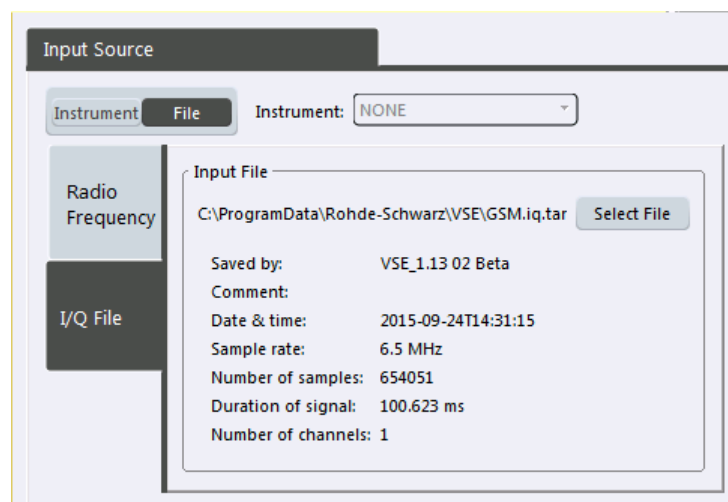 Input Source
Instrument File Instrument: NONE
Radio
Frequency
I/Q File
Input File
C:\ProgramData\Rohde-Schwarz\VSE\GSM.iq.tar Select File
Saved by: VSE_1.13 02 Beta
Comment:
Date & time: 2015-09-24T14:31:15
Sample rate: 6.5 MHz
Number of samples: 654051
Duration of signal: 100.623 ms
Number of channels: 1